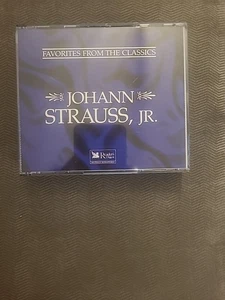 FAVORITES FROM THE CLASSICS
JOHANN
STRAUSS, JR.